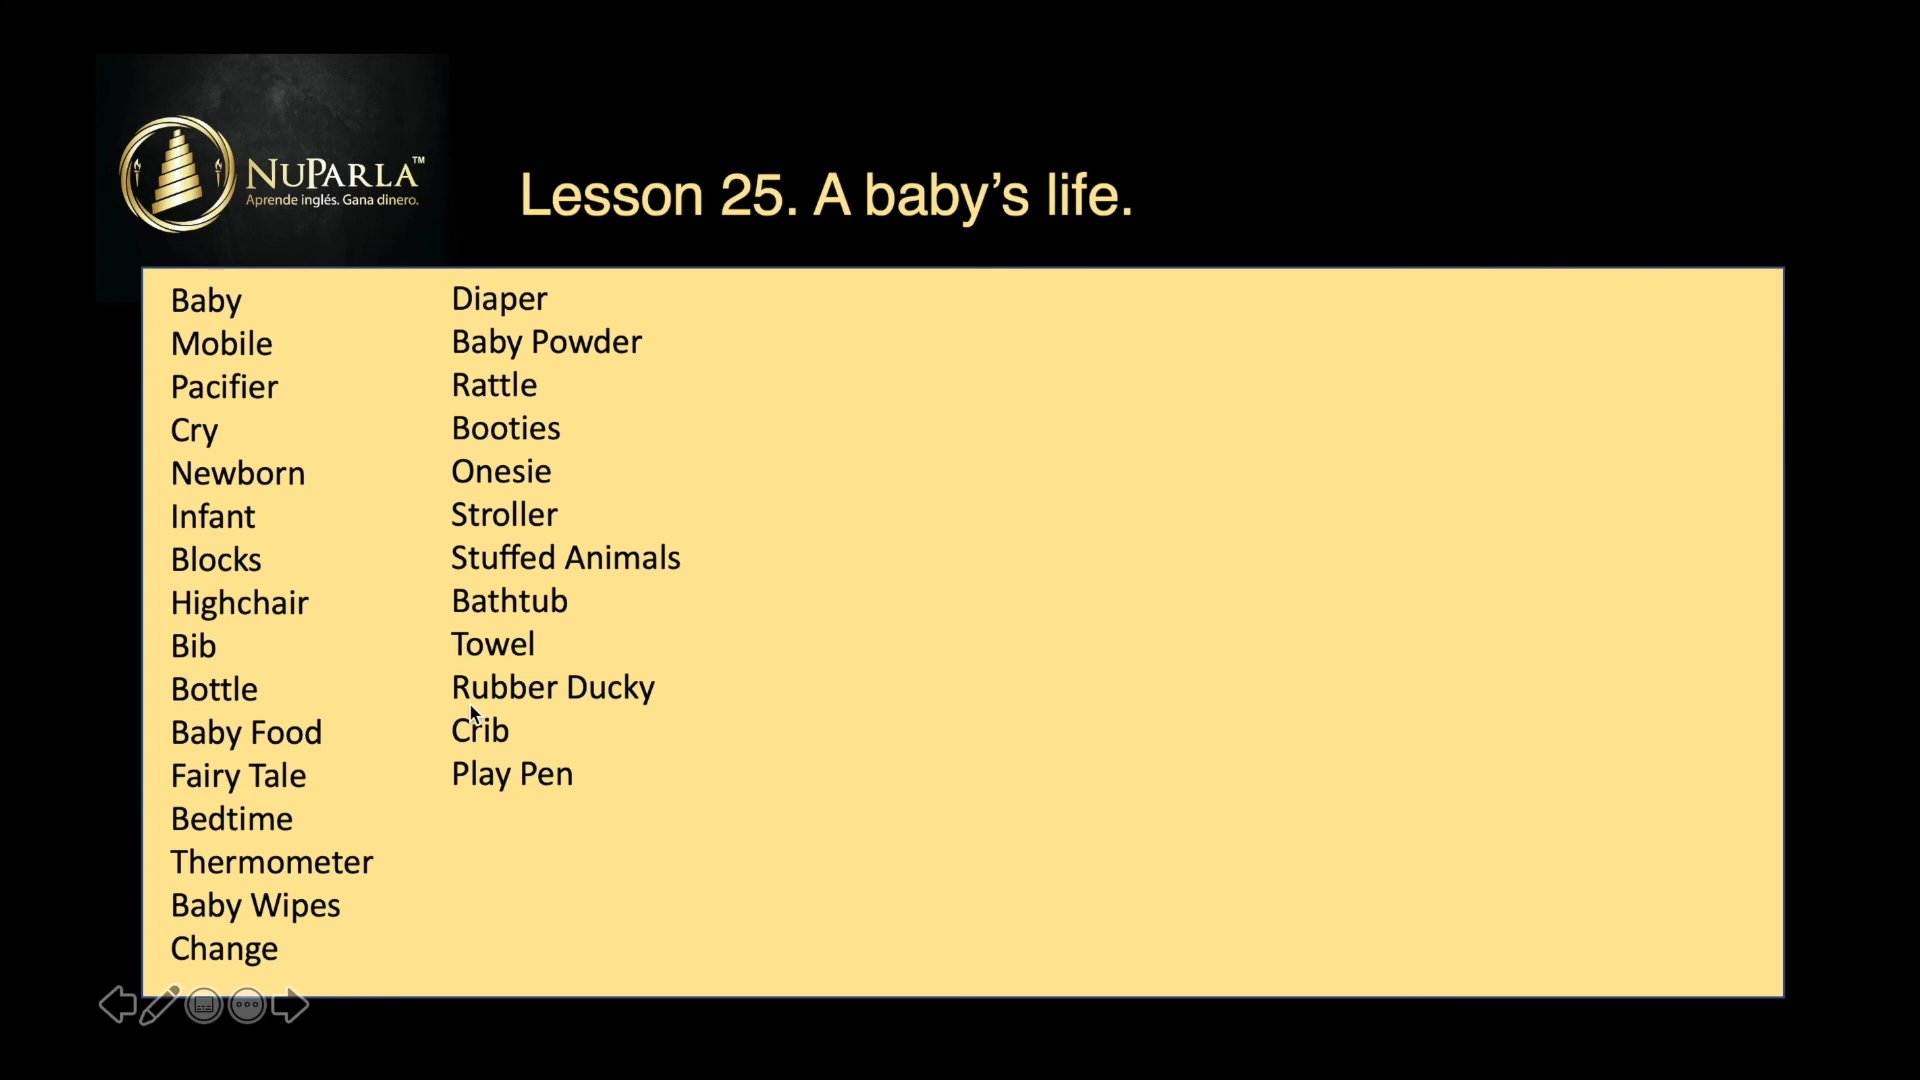 NUPARLA™
Aprende inglés. Gana dinero.
Lesson 25. A baby’s life.
Baby
Mobile
Pacifier
Cry
Newborn
Infant
Blocks
Highchair
Bib
Bottle
Baby Food
Fairy Tale
Bedtime
Thermometer
Baby Wipes
Change
Diaper
Baby Powder
Rattle
Booties
Onesie
Stroller
Stuffed Animals
Bathtub
Towel
Rubber Ducky
Crib
Play Pen